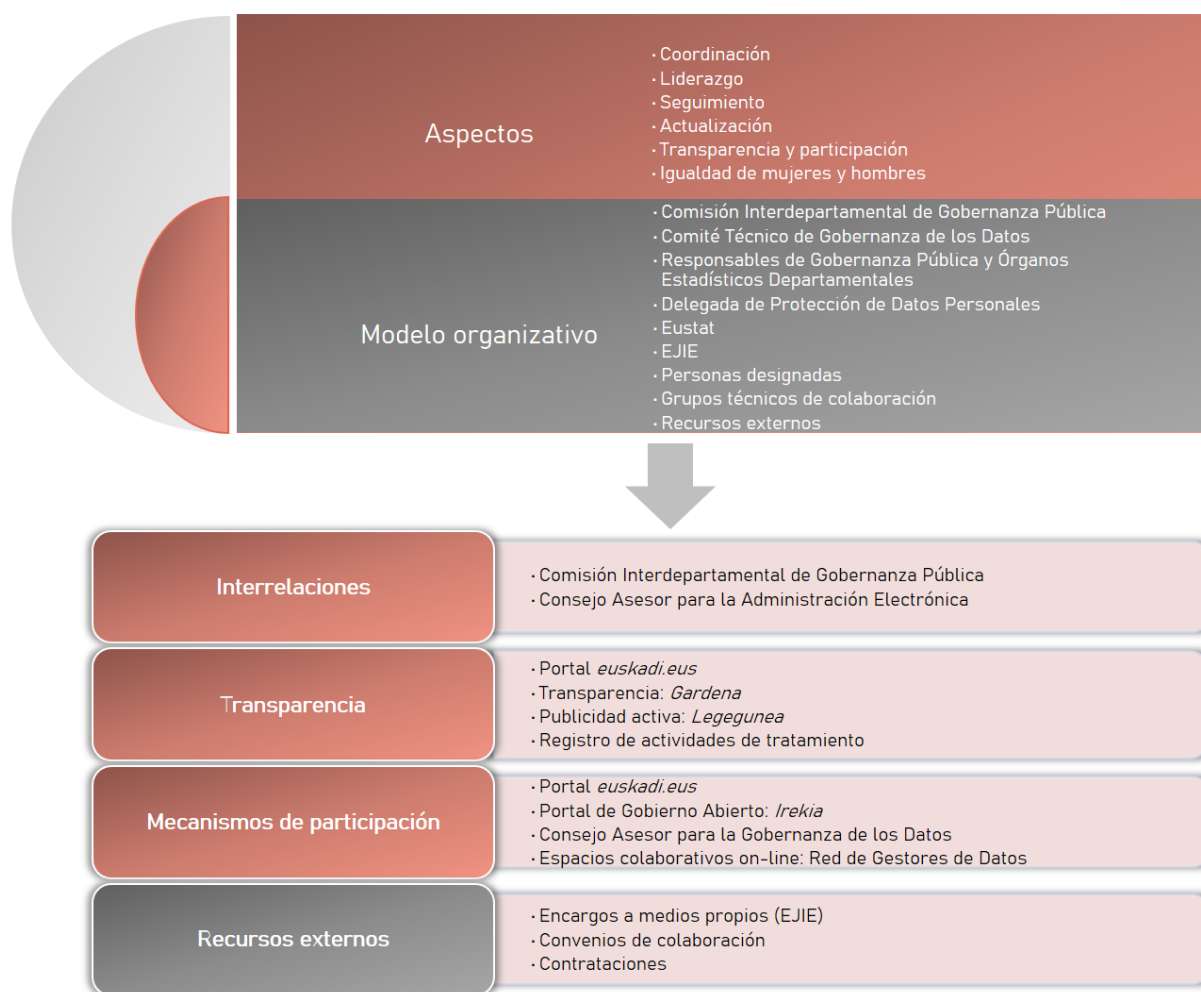 Aspectos
· Coordinación
· Liderazgo
· Seguimiento
· Actualización
· Transparencia y participación
· Igualdad de mujeres y hombres
Modelo organizativo
· Comisión Interdepartamental de Gobernanza Pública
· Comité Técnico de Gobernanza de los Datos
· Responsables de Gobernanza Pública y Órganos
Estadísticos Departamentales
· Delegada de Protección de Datos Personales
· Eustat
· EJIE
· Personas designadas
· Grupos técnicos de colaboración
· Recursos externos
Interrelaciones
· Comisión Interdepartamental de Gobernanza Pública
· Consejo Asesor para la Administración Electrónica
Transparencia
· Portal euskadi.eus
· Transparencia: Gardena
· Publicidad activa: Legegunea
· Registro de actividades de tratamiento
Mecanismos de participación
· Portal euskadi.eus
· Portal de Gobierno Abierto: Irekia
· Consejo Asesor para la Gobernanza de los Datos
· Espacios colaborativos on-line: Red de Gestores de Datos
Recursos externos
· Encargos a medios propios (EJIE)
· Convenios de colaboración
· Contrataciones